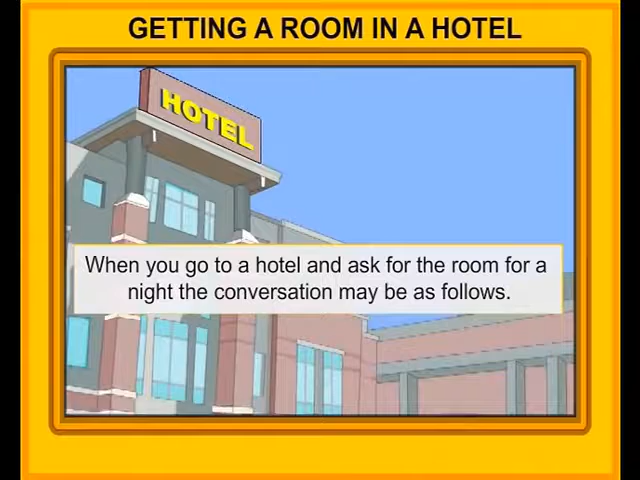 GETTING A ROOM IN A HOTEL
HOTEL
When you go to a hotel and ask for the room for a
night the conversation may be as follows.